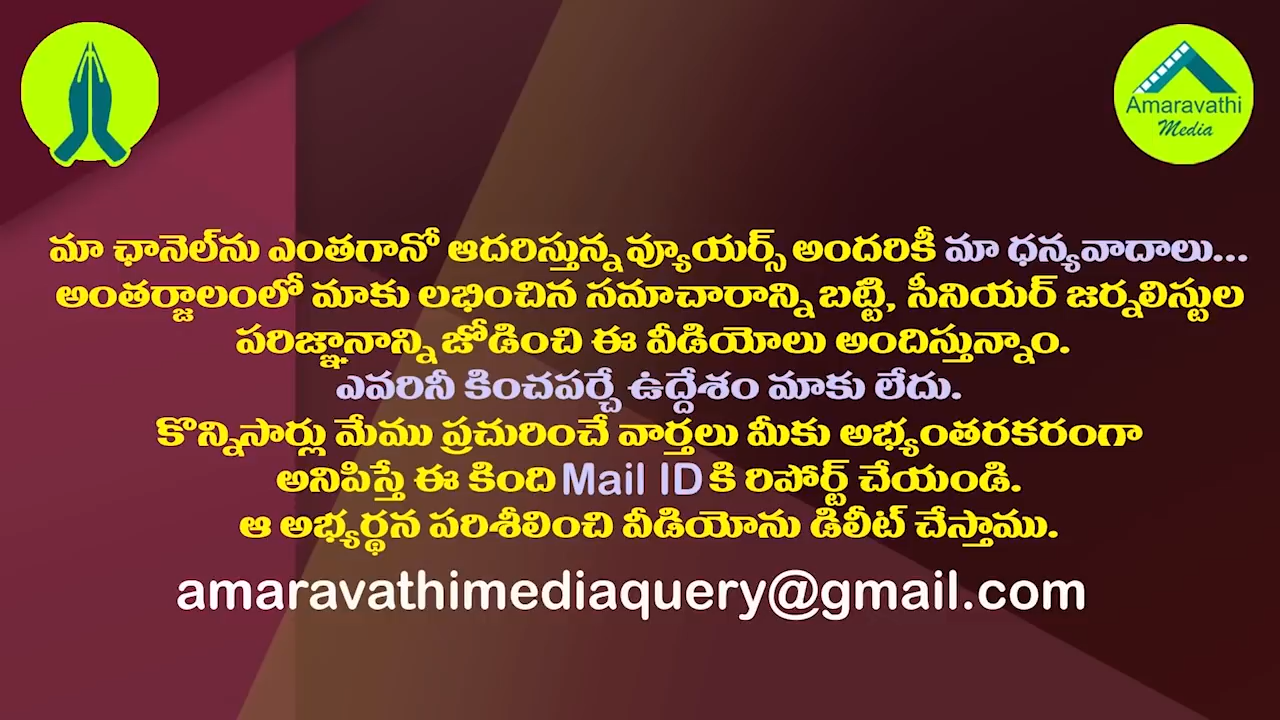 Amaravathi
Media
మా ఛానెల్‌ను ఎంతగానో ఆదరిస్తున్న వ్యూయర్స్ అందరికీ మా ధన్యవాదాలు...
అంతర్జాలంలో మాకు లభించిన సమాచారాన్ని బట్టి, సీనియర్ జర్నలిస్టుల
పరిజ్ఞానాన్ని జోడించి ఈ వీడియోలు అందిస్తున్నాం.
ఎవరినీ కించపర్చే ఉద్దేశం మాకు లేదు.
కొన్నిసార్లు మేము ప్రచురించే వార్తలు మీకు అభ్యంతరకరంగా
అనిపిస్తే ఈ కింది Mail ID కి రిపోర్ట్ చేయండి.
ఆ అభ్యర్థన పరిశీలించి వీడియోను డిలీట్ చేస్తాము.
amaravathimediaquery@gmail.com